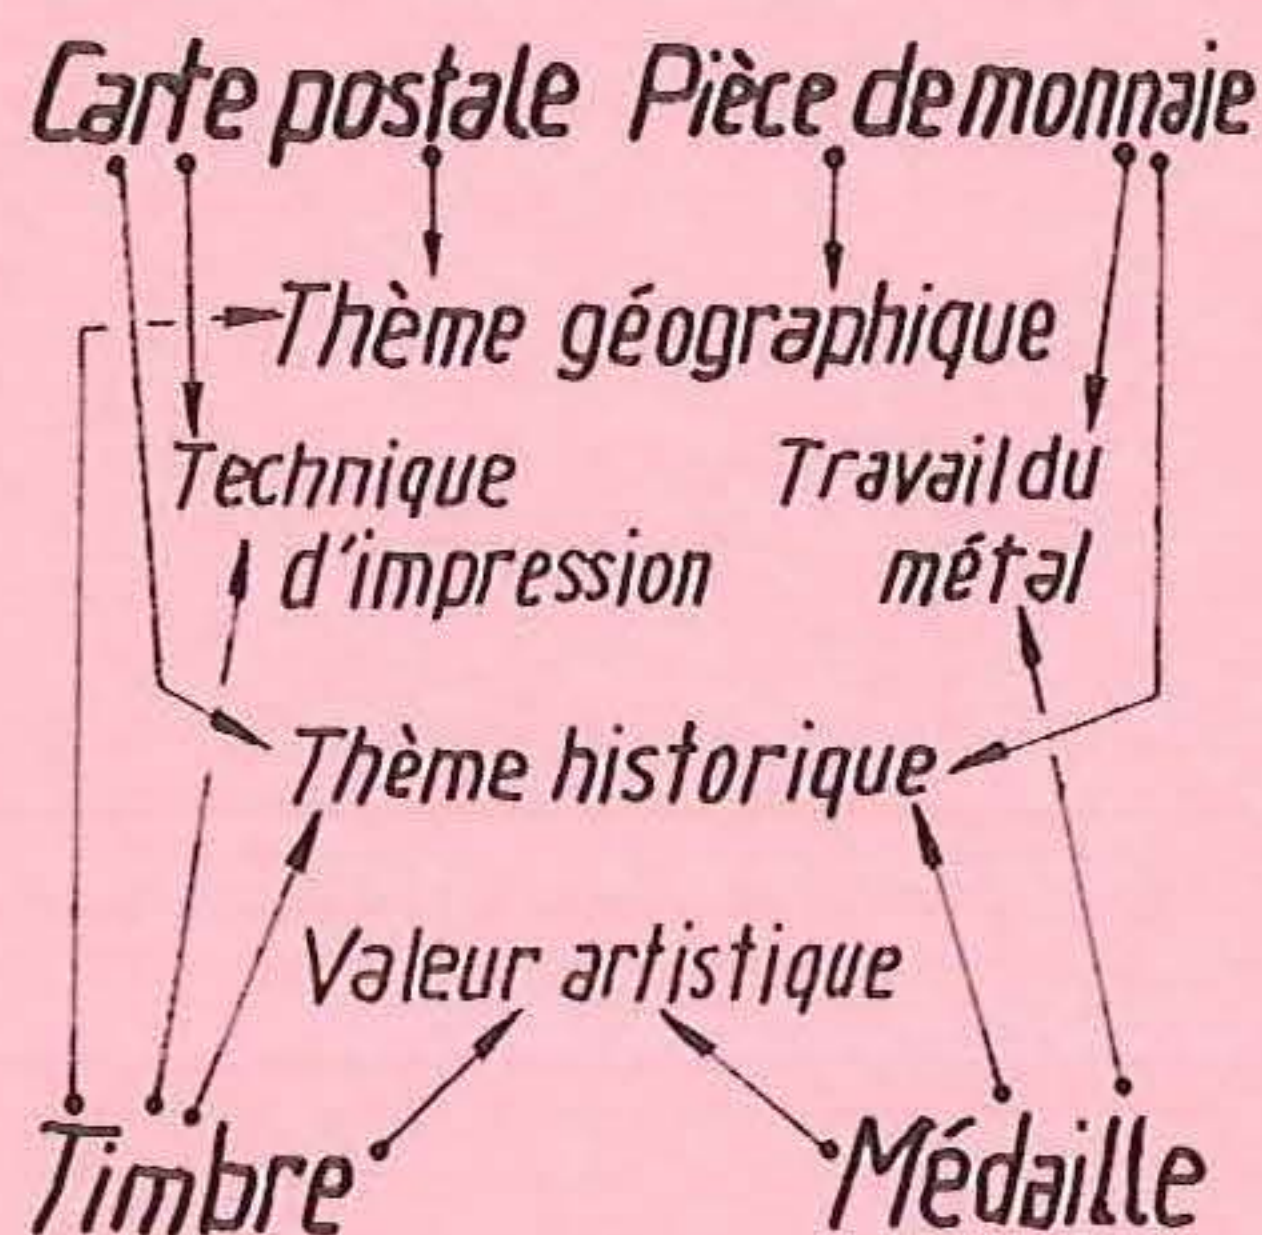 Carte postale Pièce de monnaie
Thème géographique
Technique d'impression
Travail du métal
Thème historique
Valeur artistique
Timbre Médaille